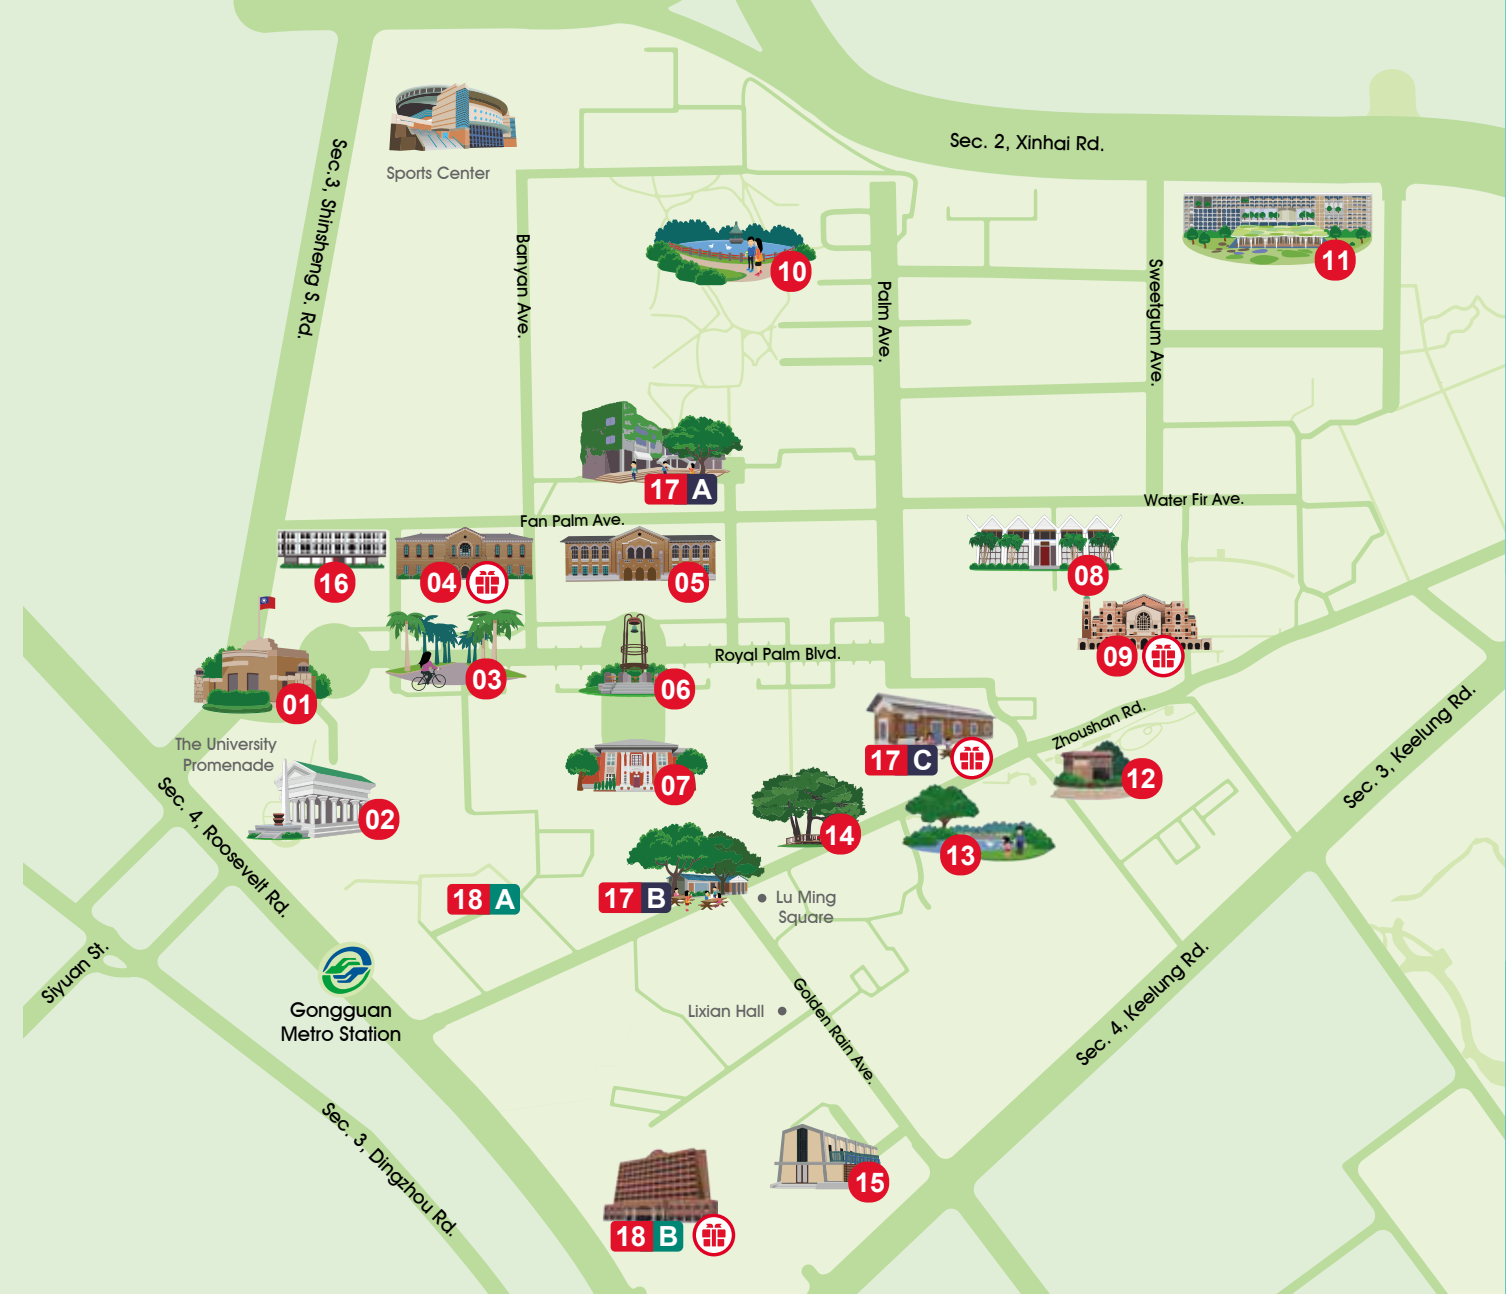 Sec. 2, Xinhai Rd.
Sec.3, Shinsheng S. Rd.
Sports Center
Banyan Ave.
10
Palm Ave.
Sweetgum Ave.
11
17 A
Water Fir Ave.
Fan Palm Ave.
16
04
05
08
09
Royal Palm Blvd.
01
03
06
The University
Promenade
Zhoushan Rd.
Sec. 3, Keelung Rd.
17 C
12
07
02
14
13
Sec. 4, Roosevelt Rd.
18 A
17 B
Lu Ming
Square
Siyuan St.
Gongguan
Metro Station
Lixian Hall
Golden Rain Ave.
Sec. 4, Keelung Rd.
Sec. 3, Dingzhou Rd.
15
18 B